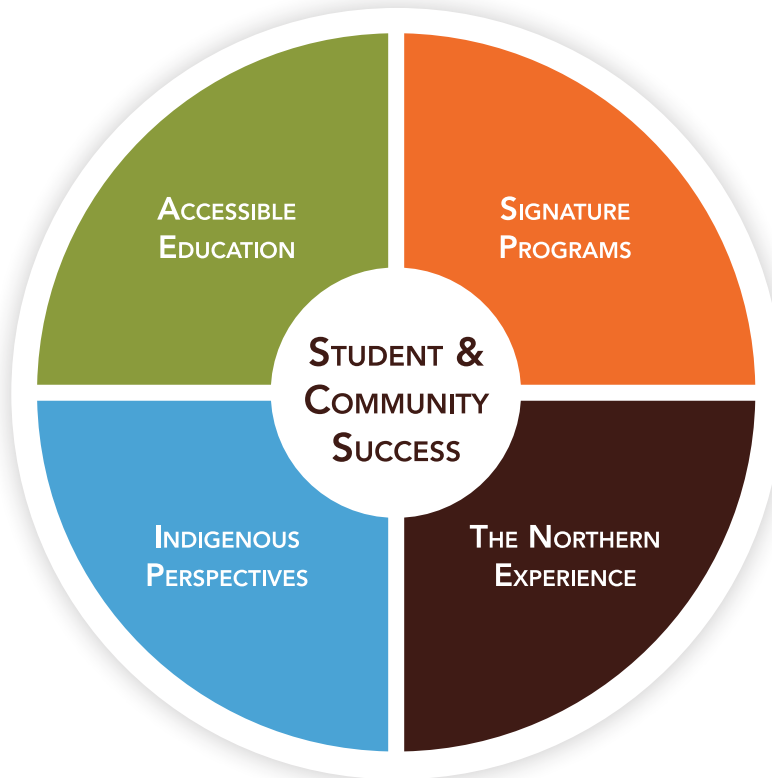 Accessible
Education
Signature
Programs
Student &
Community
Success
Indigenous
Perspectives
The Northern
Experience